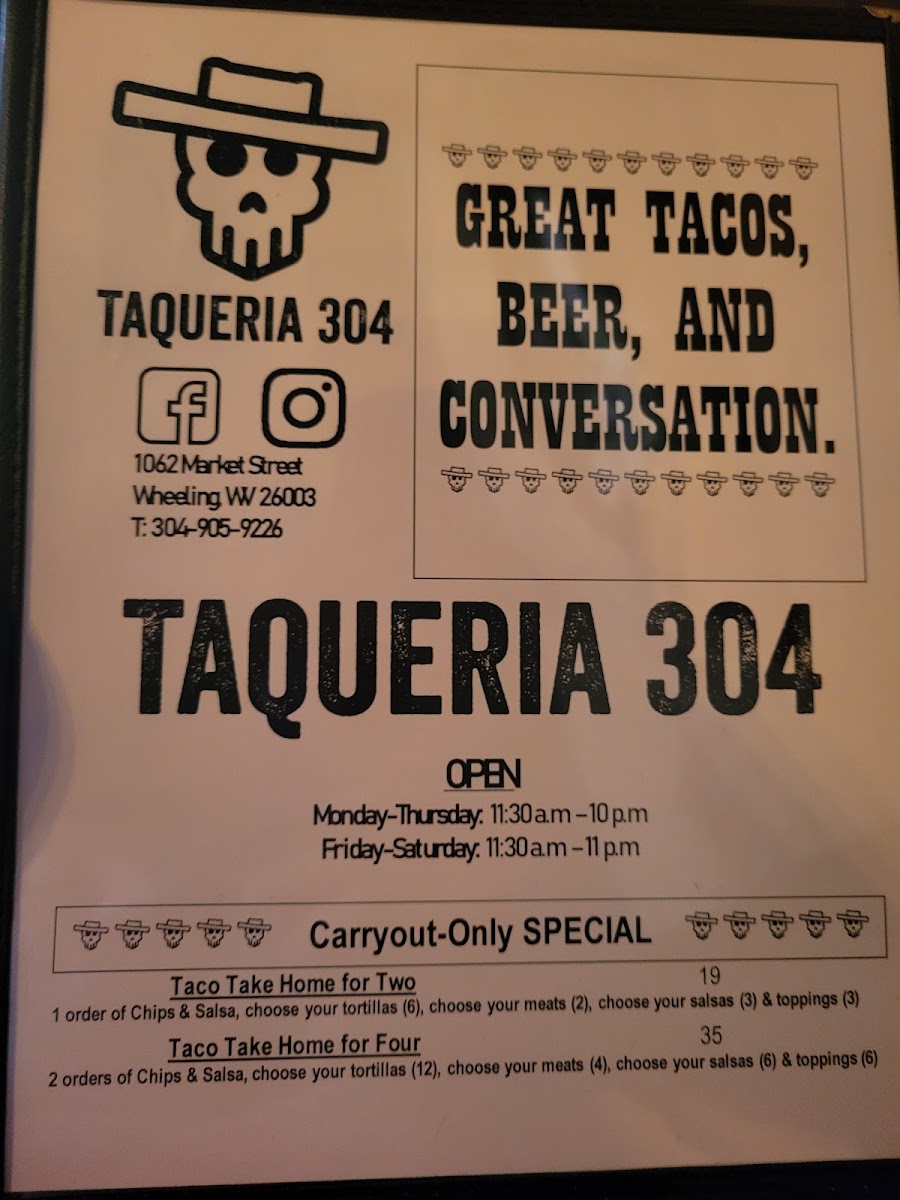 TAQUERIA 304
1062 Market Street
Wheeling, WV 26003
T: 304-905-9226
GREAT TACOS,
BEER, AND
CONVERSATION.
TAQUERIA 304
OPEN
Monday-Thursday: 11:30 a.m – 10 p.m
Friday-Saturday: 11:30 a.m – 11 p.m
Carryout-Only SPECIAL
Taco Take Home for Two 19
1 order of Chips & Salsa, choose your tortillas (6), choose your meats (2), choose your salsas (3) & toppings (3)
Taco Take Home for Four 35
2 orders of Chips & Salsa, choose your tortillas (12), choose your meats (4), choose your salsas (6) & toppings (6)